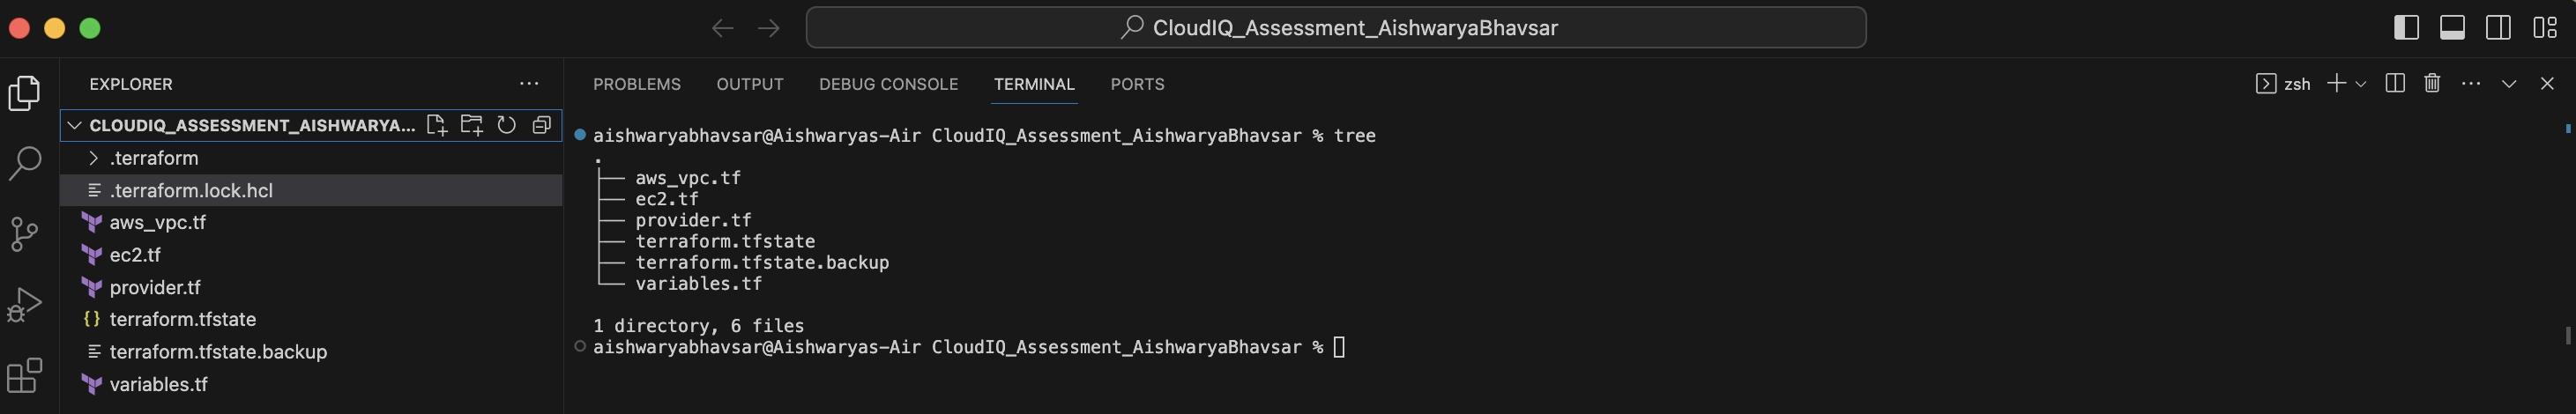 CloudIQ_Assessment_AishwaryaBhavsar
EXPLORER
CLOUDIQ_ASSESSMENT_AISHWARYA...
.terraform
.terraform.lock.hcl
aws_vpc.tf
ec2.tf
provider.tf
{} terraform.tfstate
terraform.tfstate.backup
variables.tf
PROBLEMS OUTPUT DEBUG CONSOLE TERMINAL PORTS
zsh
aishwaryabhavsar@Aishwaryas-Air CloudIQ_Assessment_AishwaryaBhavsar % tree
.
├── aws_vpc.tf
├── ec2.tf
├── provider.tf
├── terraform.tfstate
├── terraform.tfstate.backup
└── variables.tf
1 directory, 6 files
aishwaryabhavsar@Aishwaryas-Air CloudIQ_Assessment_AishwaryaBhavsar %